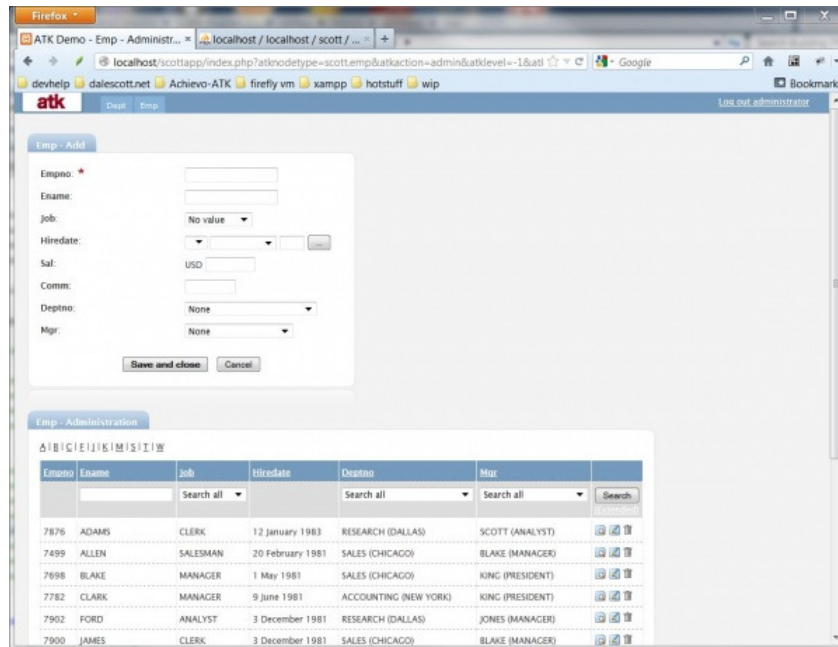 Firefox
ATK Demo - Emp - Administr... × localhost / localhost / scott / ... × +
localhost/scottapp/index.php?atknodetype=scott.emp&atkaction=admin&atklevel=-1&atl Google
devhelp dalescott.net Achievo-ATK firefly vm xampp hotstuff wip Bookmark
atk Dept Emp Log out administrator
Emp - Add
Empno: *
Ename:
Job: No value
Hiredate: ...
Sal: USD
Comm:
Deptno: None
Mgr: None
Save and close Cancel
Emp - Administration
A|B|C|F|J|K|M|S|T|W
Empno Ename Job Hiredate Deptno Mgr
Search all Search all Search all Search
(Extended)
7876 ADAMS CLERK 12 January 1983 RESEARCH (DALLAS) SCOTT (ANALYST)
7499 ALLEN SALESMAN 20 February 1981 SALES (CHICAGO) BLAKE (MANAGER)
7698 BLAKE MANAGER 1 May 1981 SALES (CHICAGO) KING (PRESIDENT)
7782 CLARK MANAGER 9 June 1981 ACCOUNTING (NEW YORK) KING (PRESIDENT)
7902 FORD ANALYST 3 December 1981 RESEARCH (DALLAS) JONES (MANAGER)
7900 JAMES CLERK 3 December 1981 SALES (CHICAGO) BLAKE (MANAGER)